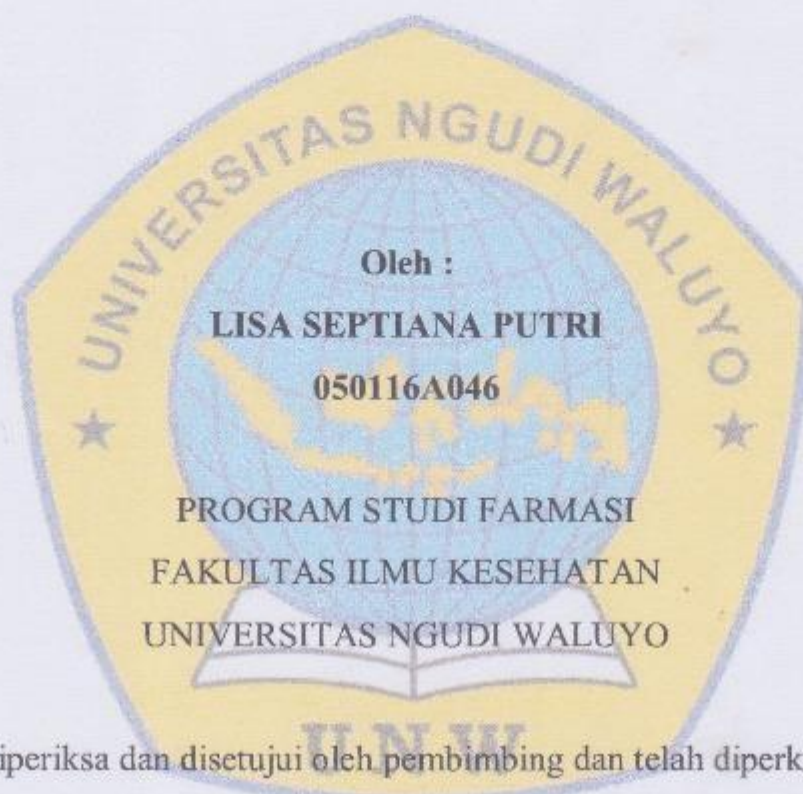 UNIVERSITAS NGUDI WALUYO
Oleh :
LISA SEPTIANA PUTRI
050116A046
PROGRAM STUDI FARMASI
FAKULTAS ILMU KESEHATAN
UNIVERSITAS NGUDI WALUYO
UNW
iperiksa dan disetujui oleh pembimbing dan telah diperk